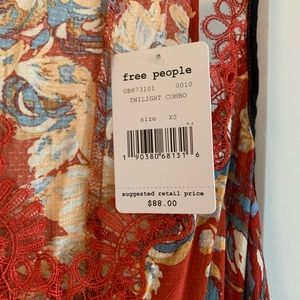 free people
OB873101 0010
TWILIGHT COMBO
size XS
1 90380 68131 6
suggested retail price
$88.00